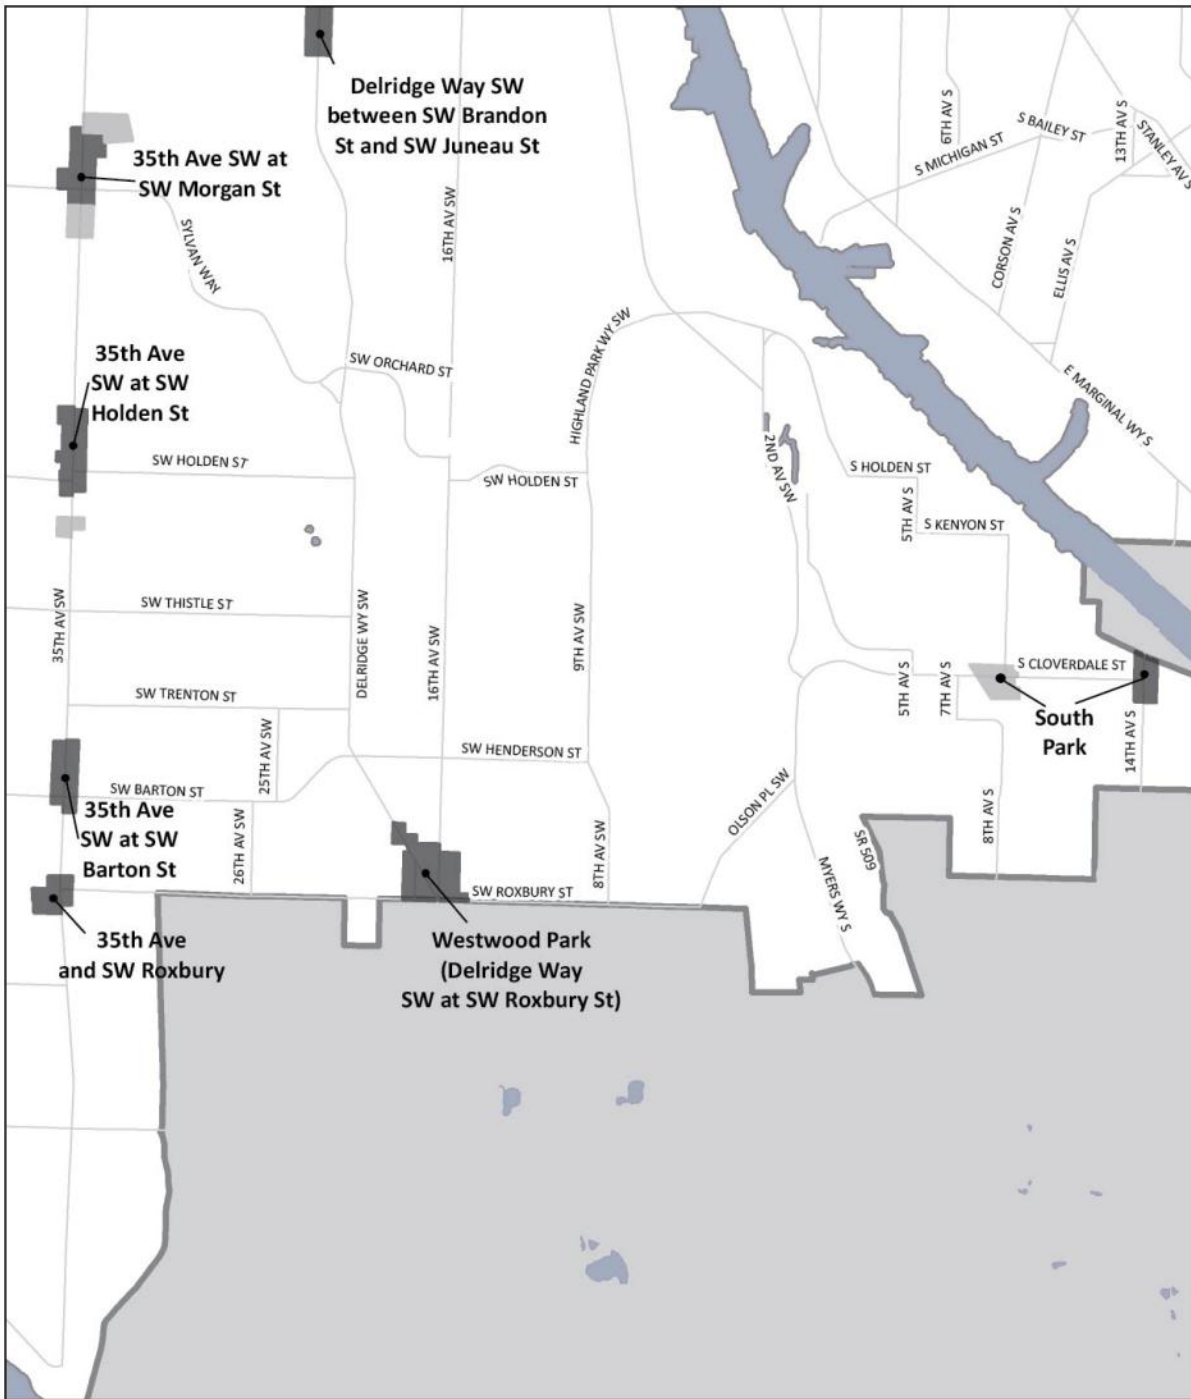 Delridge Way SW
between SW Brandon
St and SW Juneau St
35th Ave SW at
SW Morgan St
6TH AV S
S BAILEY ST
13TH AV S
STANLEY AV S
S MICHIGAN ST
16TH AV SW
SYLVAN WAY
CORSON AV S
ELLIS AV S
35th Ave
SW at SW
Holden St
SW ORCHARD ST
HIGHLAND PARK WY SW
E MARGINAL WY S
SW HOLDEN ST
SW HOLDEN ST
2ND AV SW
S HOLDEN ST
5TH AV S
S KENYON ST
35TH AV SW
SW THISTLE ST
DELRIDGE WY SW
16TH AV SW
9TH AV SW
S CLOVERDALE ST
5TH AV S
7TH AV S
SW TRENTON ST
South
Park
14TH AV S
25TH AV SW
SW HENDERSON ST
SW BARTON ST
35th Ave
SW at SW
Barton St
26TH AV SW
OLSON PL SW
8TH AV S
8TH AV SW
SR 509
MYERS WY S
SW ROXBURY ST
35th Ave
and SW Roxbury
Westwood Park
(Delridge Way
SW at SW Roxbury St)